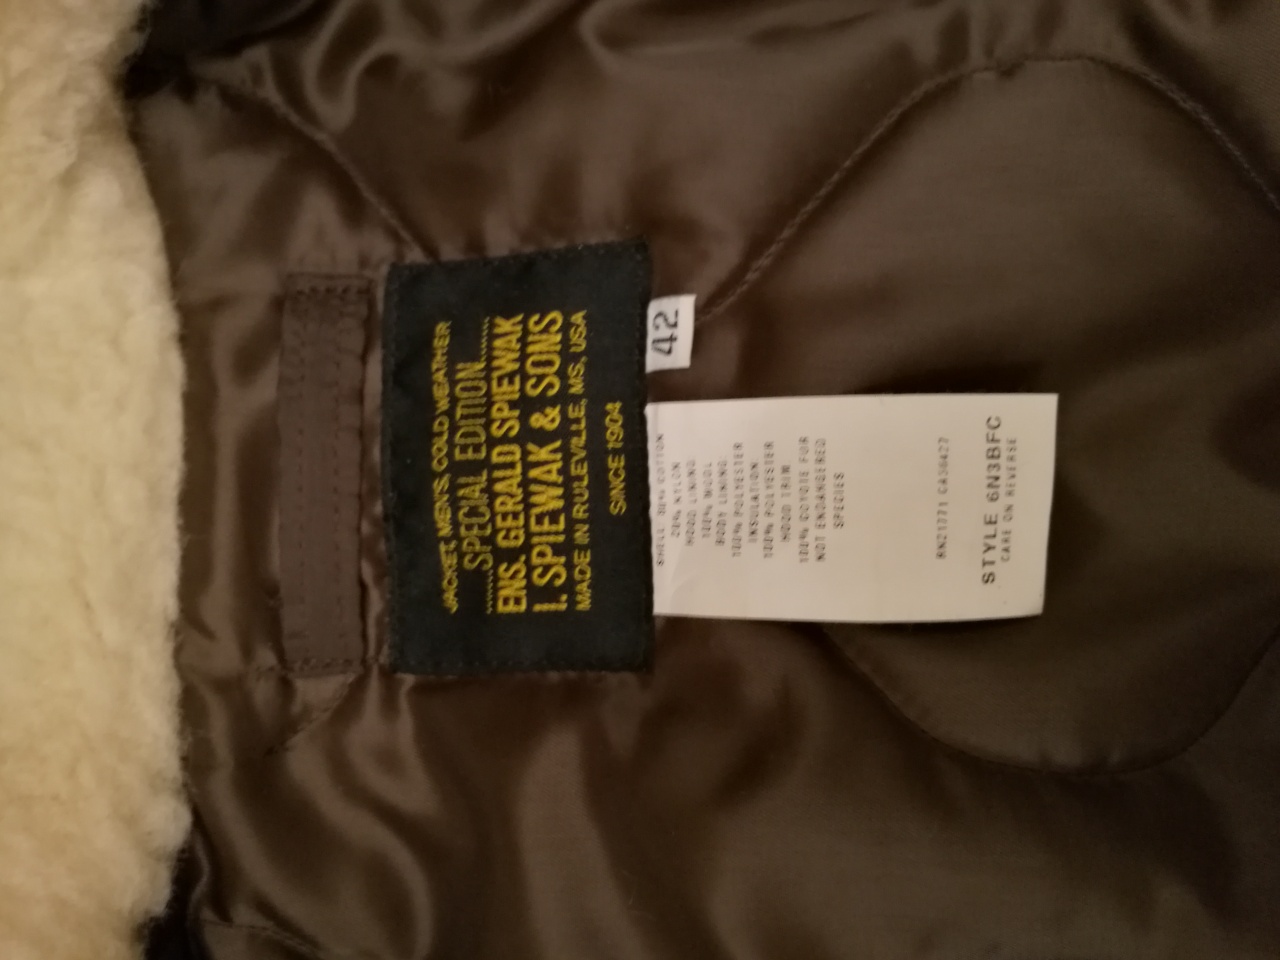 JACKET, MEN'S, COLD WEATHER
........SPECIAL EDITION........
ENS. GERALD SPIEWAK
I. SPIEWAK & SONS
MADE IN RULEVILLE, MS, USA
SINCE 1904
42
SHELL COTTON
NYLON
HOOD LINING
100% WOOL
BODY LINING:
100% POLYESTER
INSULATION
100% POLYESTER
HOOD TRIM
100% COYOTE FUR
NOT ENDANGERED
SPECIES
RN21771 CA36427
STYLE 6N3BFC
CARE ON REVERSE